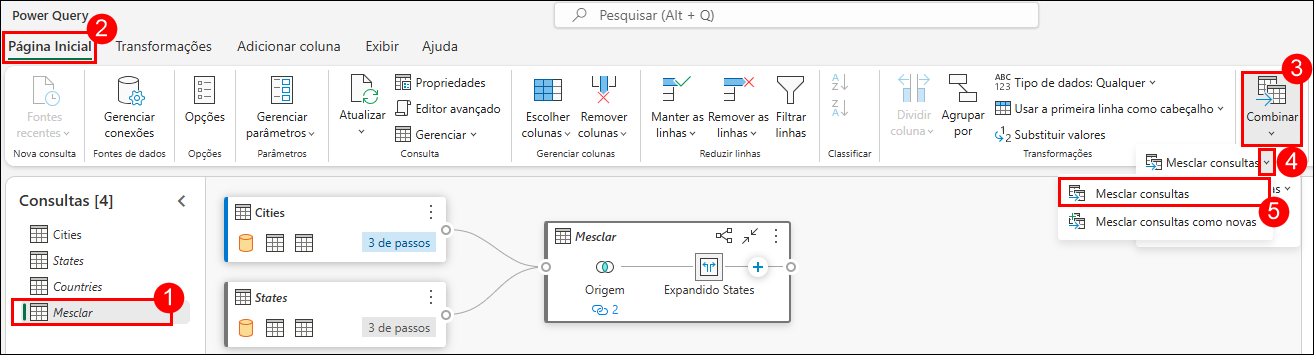 Power Query
Pesquisar (Alt + Q)
2
Página Inicial
Transformações
Adicionar coluna
Exibir
Ajuda
3
Fontes recentes
Nova consulta
Gerenciar conexões
Fontes de dados
Opções
Opções
Gerenciar parâmetros
Parâmetros
Atualizar
Propriedades
Editor avançado
Gerenciar
Consulta
Escolher colunas
Remover colunas
Gerenciar colunas
Manter as linhas
Remover as linhas
Filtrar linhas
Reduzir linhas
A
Z
Z
A
Classificar
Dividir coluna
Agrupar por
ABC
123
Tipo de dados: Qualquer
Usar a primeira linha como cabeçalho
1
2
Substituir valores
Transformações
Combinar
Mesclar consultas
4
as
Mesclar consultas
5
Mesclar consultas como novas
Consultas [4]
Cities
States
Countries
Mesclar
1
Cities
3 de passos
States
3 de passos
Mesclar
Origem
2
Expandido States